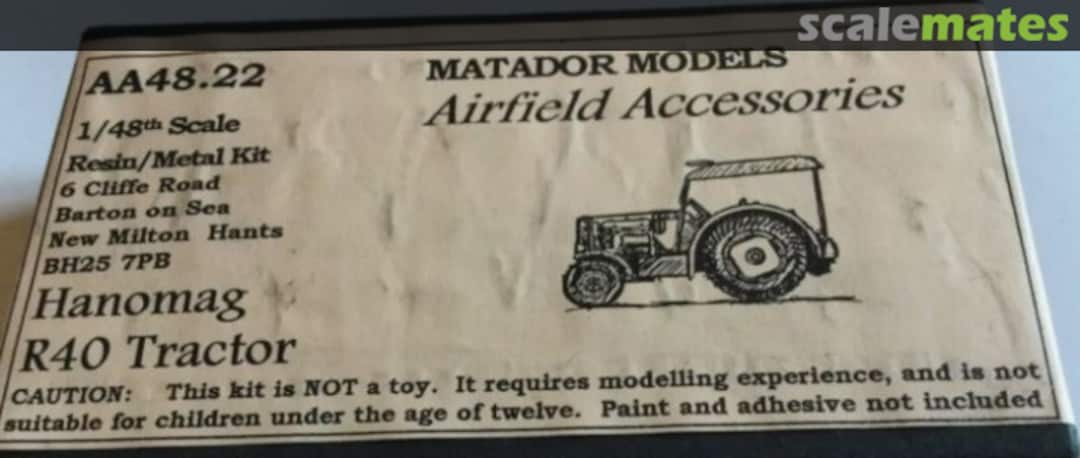 scalemates
AA48.22
1/48th Scale
Resin/Metal Kit
6 Cliffe Road
Barton on Sea
New Milton Hants
BH25 7PB
Hanomag
R40 Tractor
MATADOR MODELS
Airfield Accessories
CAUTION: This kit is NOT a toy. It requires modelling experience, and is not
suitable for children under the age of twelve. Paint and adhesive not included